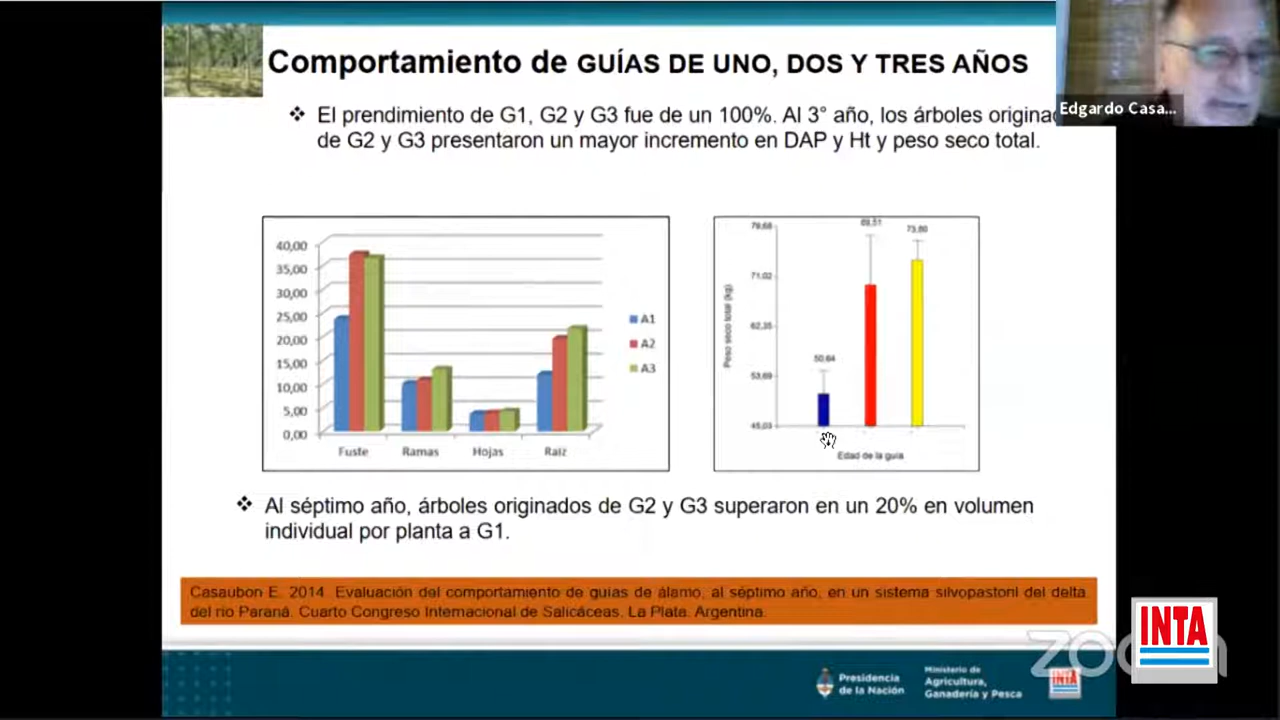 Comportamiento de GUÍAS DE UNO, DOS Y TRES AÑOS
Edgardo Casa...
❖ El prendimiento de G1, G2 y G3 fue de un 100%. Al 3° año, los árboles origina
de G2 y G3 presentaron un mayor incremento en DAP y Ht y peso seco total.
40,00
35,00
30,00
25,00
20,00
15,00
10,00
5,00
0,00
Fuste Ramas Hojas Raíz
A1
A2
A3
79,68
71,02
62,35
53,69
45,03
Peso seco total (kg)
50,64
69,51
73,80
Edad de la guía
❖ Al séptimo año, árboles originados de G2 y G3 superaron en un 20% en volumen
individual por planta a G1.
Casaubon E. 2014. Evaluación del comportamiento de guías de álamo, al séptimo año, en un sistema silvopastoril del delta
del río Paraná. Cuarto Congreso Internacional de Salicáceas. La Plata. Argentina.
Presidencia
de la Nación
Ministerio de
Agricultura,
Ganadería y Pesca
INTA
zoom
INTA